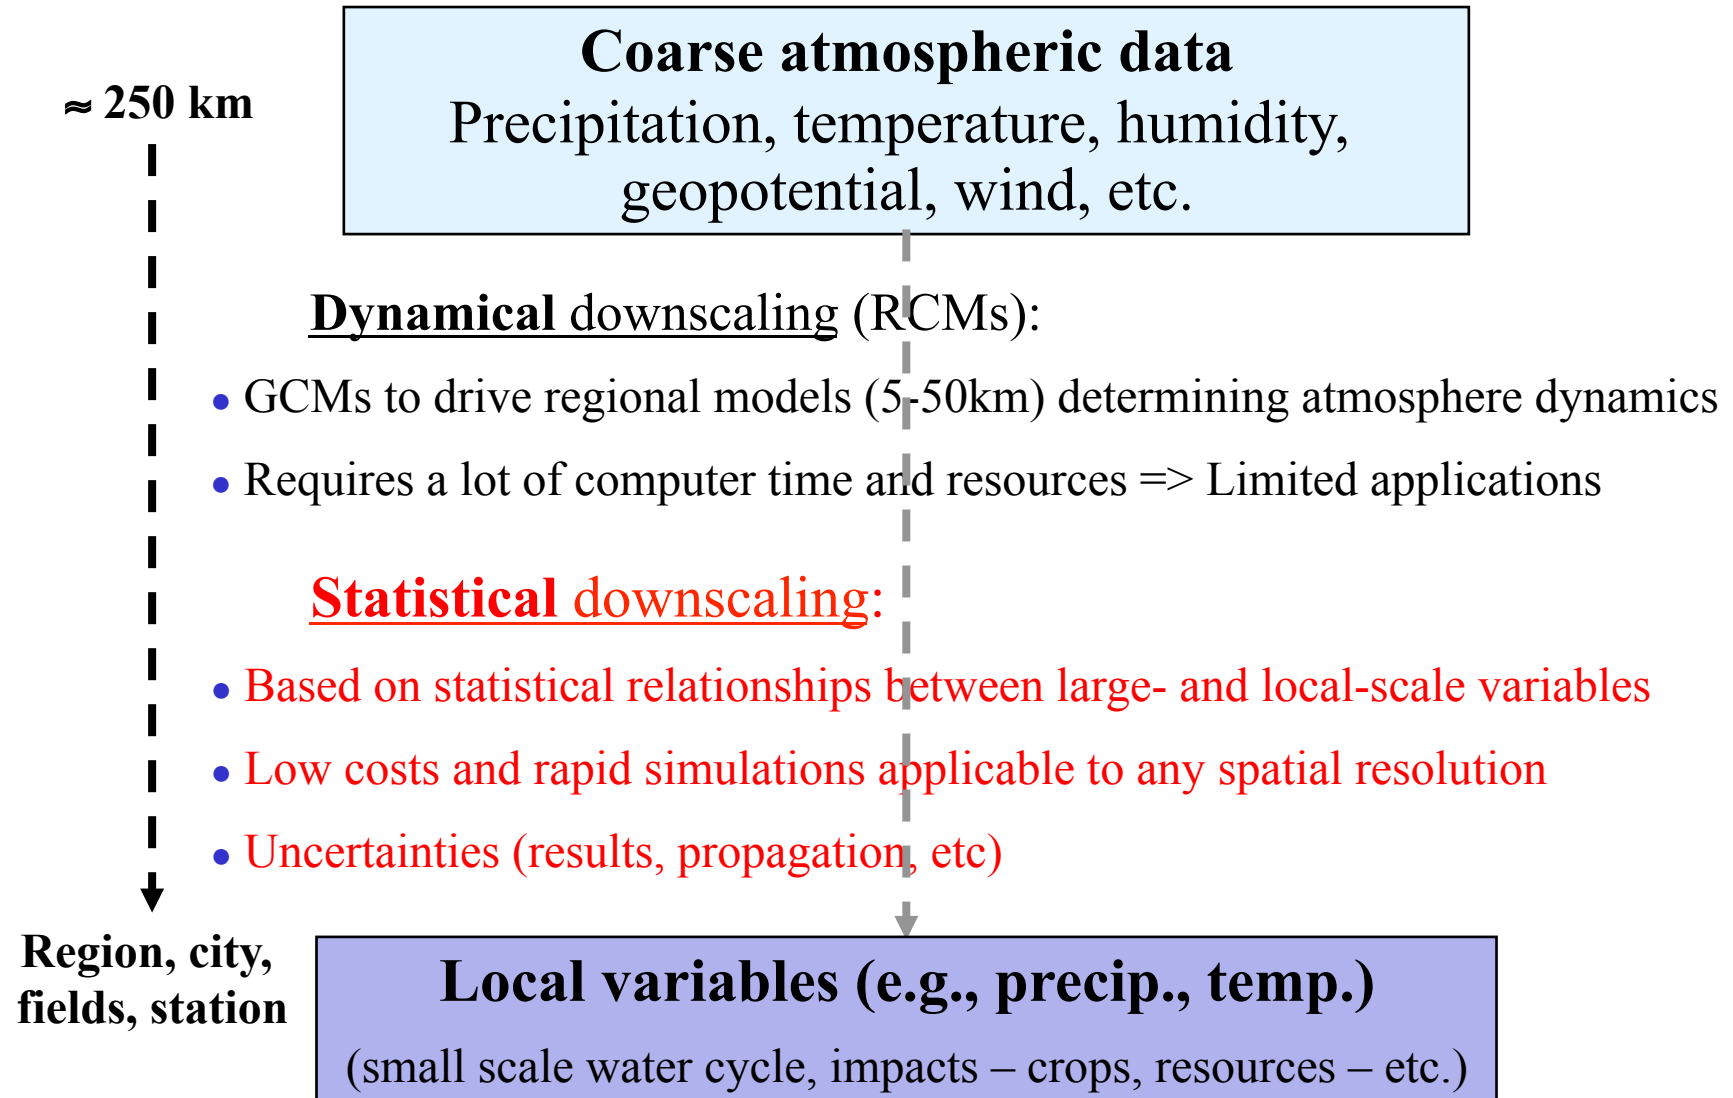 Coarse atmospheric data
Precipitation, temperature, humidity,
geopotential, wind, etc.
≈ 250 km
Dynamical downscaling (RCMs):
• GCMs to drive regional models (5-50km) determining atmosphere dynamics
• Requires a lot of computer time and resources => Limited applications
Statistical downscaling:
• Based on statistical relationships between large- and local-scale variables
• Low costs and rapid simulations applicable to any spatial resolution
• Uncertainties (results, propagation, etc)
Region, city,
fields, station
Local variables (e.g., precip., temp.)
(small scale water cycle, impacts – crops, resources – etc.)